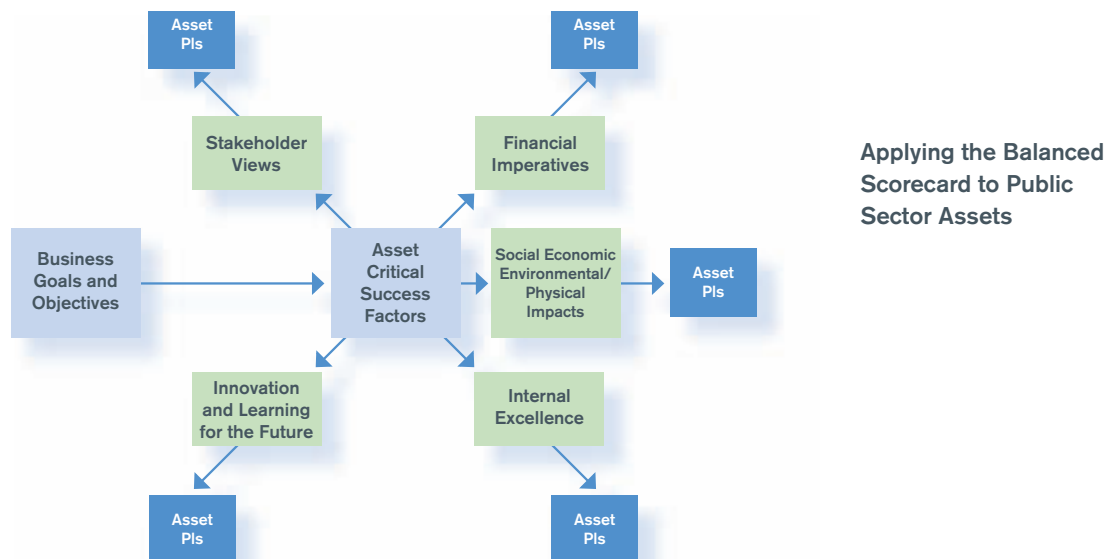 Asset
PIs
Asset
PIs
Stakeholder
Views
Financial
Imperatives
Applying the Balanced
Scorecard to Public
Sector Assets
Business
Goals and
Objectives
Asset
Critical
Success
Factors
Social Economic
Environmental/
Physical
Impacts
Asset
PIs
Innovation
and Learning
for the Future
Internal
Excellence
Asset
PIs
Asset
PIs